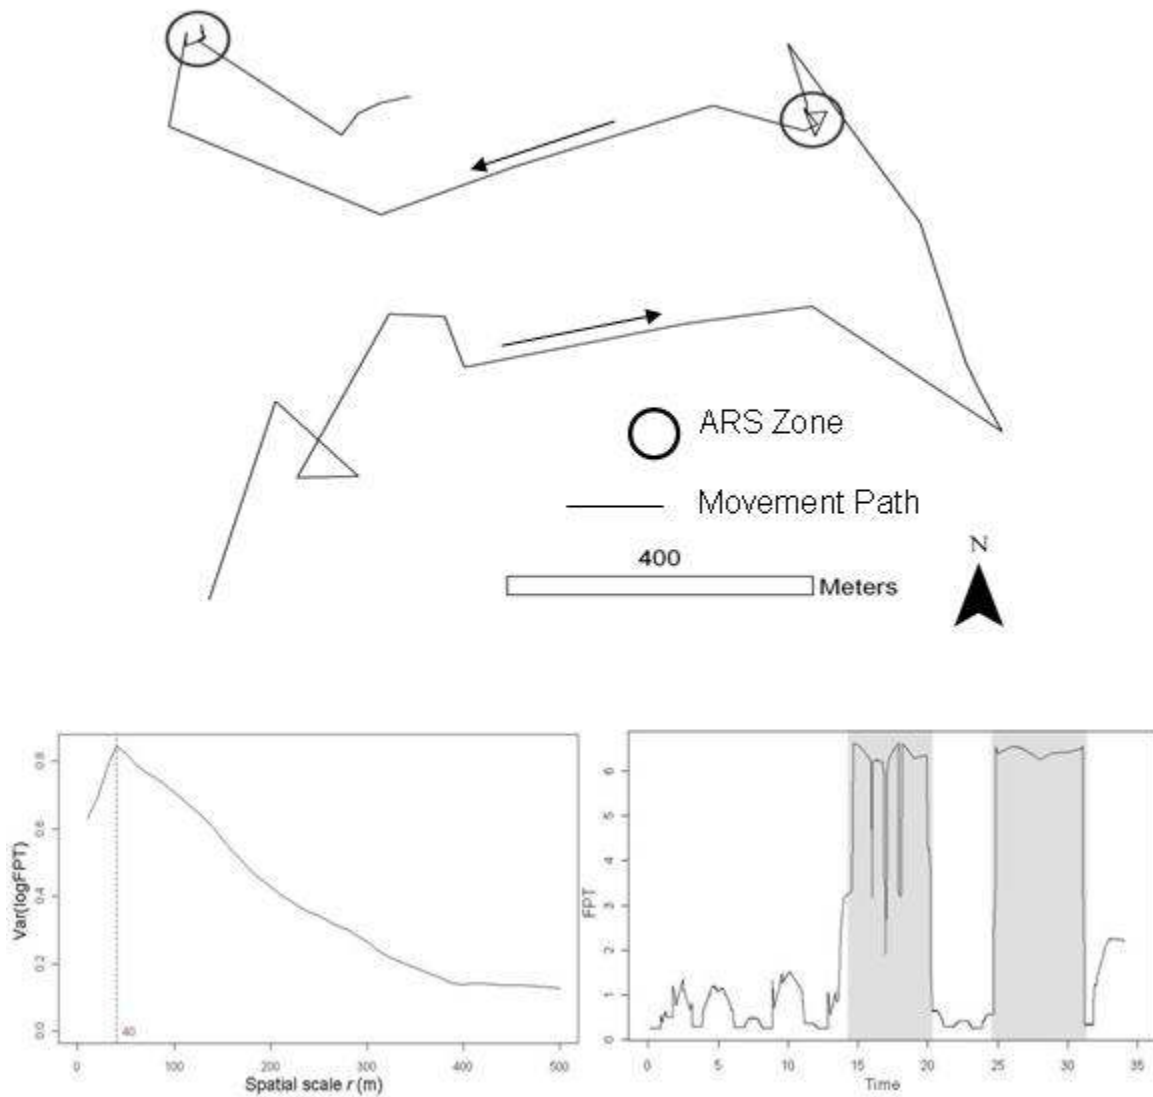 ARS Zone
Movement Path
N
400
Meters
Var(logFPT)
0.0
0.2
0.4
0.6
0.8
40
0 100 200 300 400 500
Spatial scale r (m)
FPT
0 1 2 3 4 5 6
0 5 10 15 20 25 30 35
Time